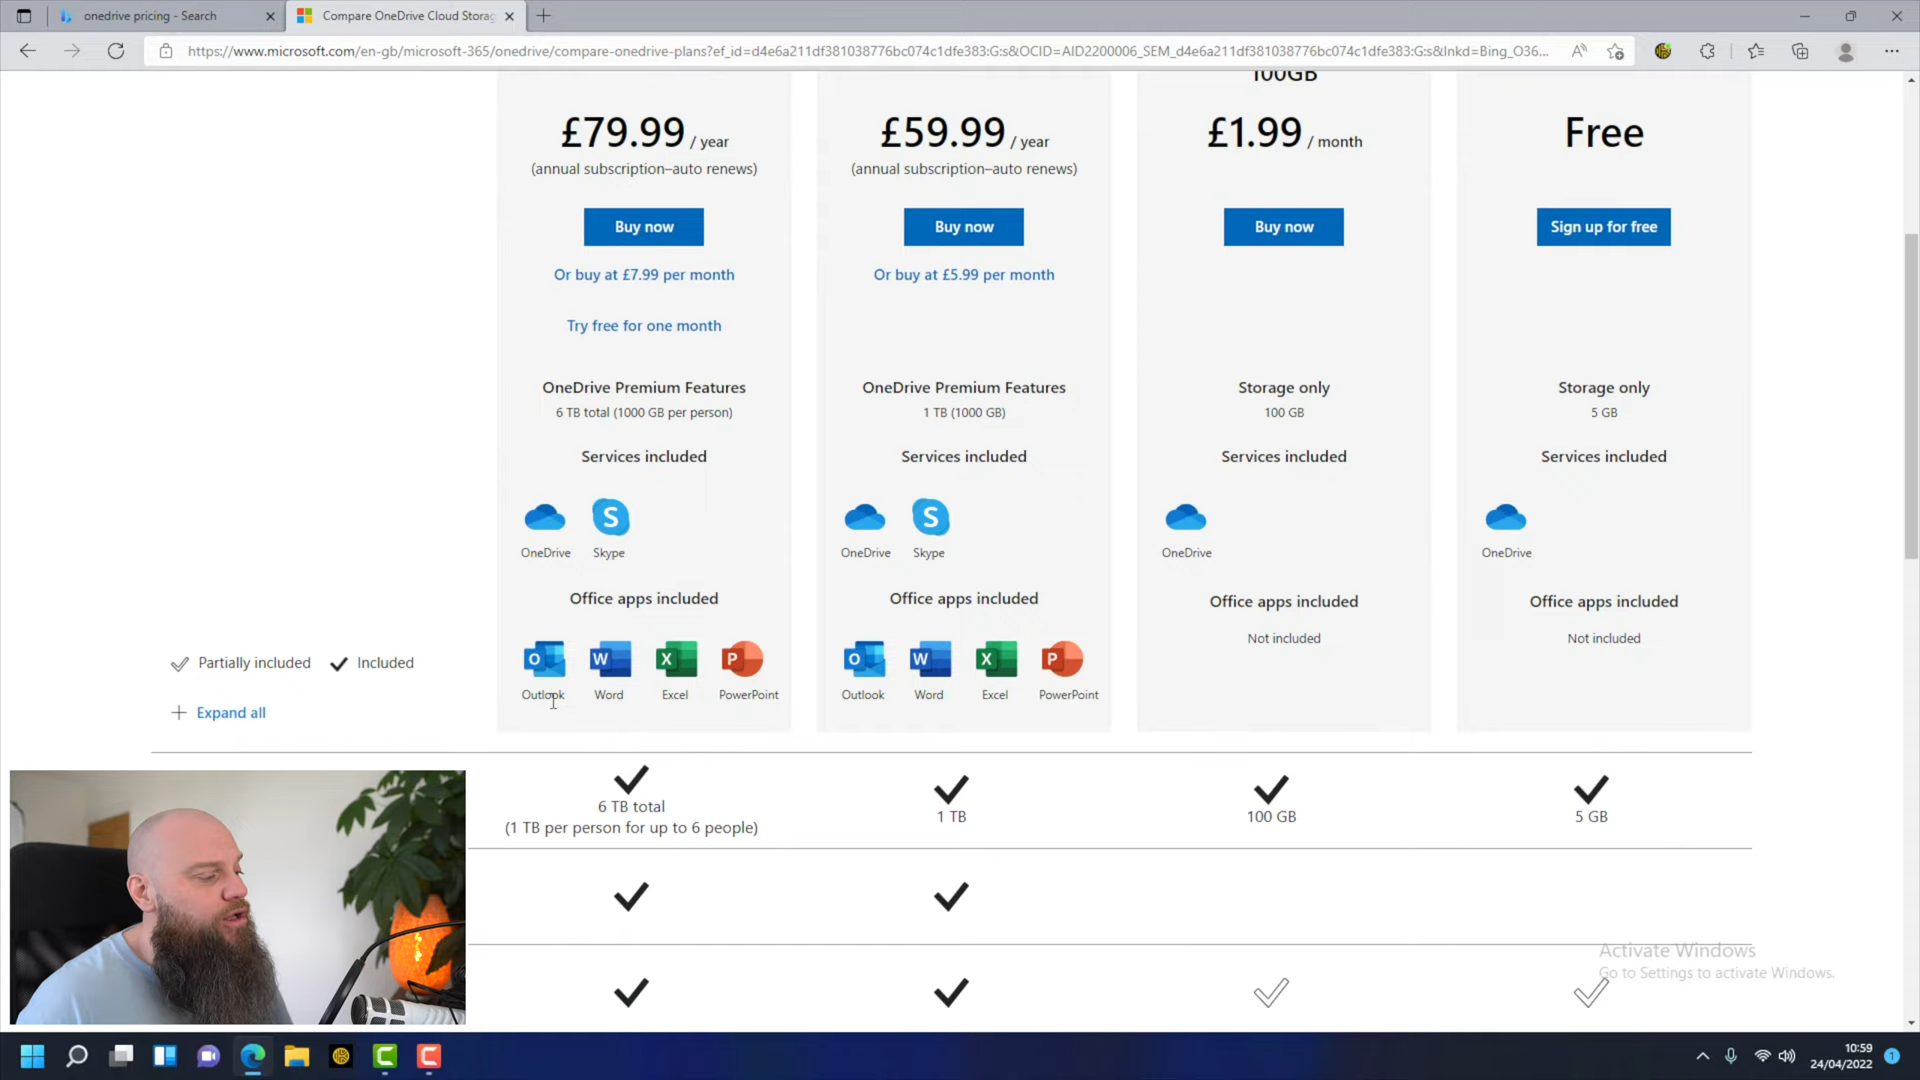 onedrive pricing - Search
Compare OneDrive Cloud Storag
https://www.microsoft.com/en-gb/microsoft-365/onedrive/compare-onedrive-plans?ef_id=d4e6a211df381038776bc074c1dfe383:G:s&OCID=AID2200006_SEM_d4e6a211df381038776bc074c1dfe383:G:s&lnkd=Bing_O36...
100GB
£79.99 / year
(annual subscription–auto renews)
Buy now
Or buy at £7.99 per month
Try free for one month
OneDrive Premium Features
6 TB total (1000 GB per person)
Services included
OneDrive Skype
Office apps included
Outlook Word Excel PowerPoint
£59.99 / year
(annual subscription–auto renews)
Buy now
Or buy at £5.99 per month
OneDrive Premium Features
1 TB (1000 GB)
Services included
OneDrive Skype
Office apps included
Outlook Word Excel PowerPoint
£1.99 / month
Buy now
Storage only
100 GB
Services included
OneDrive
Office apps included
Not included
Free
Sign up for free
Storage only
5 GB
Services included
OneDrive
Office apps included
Not included
Partially included Included
Expand all
6 TB total
(1 TB per person for up to 6 people)
1 TB
100 GB
5 GB
Activate Windows
Go to Settings to activate Windows.
10:59
24/04/2022
1